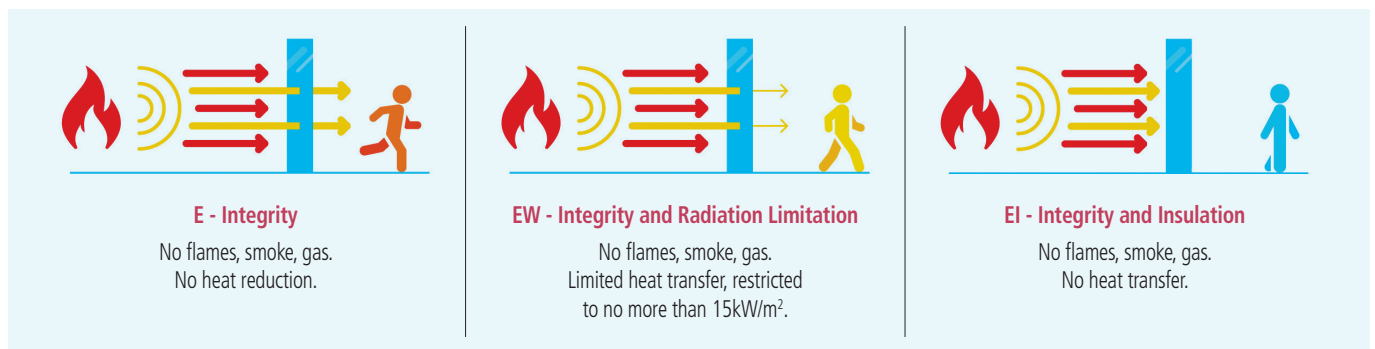 E - Integrity
No flames, smoke, gas.
No heat reduction.
EW - Integrity and Radiation Limitation
No flames, smoke, gas.
Limited heat transfer, restricted
to no more than 15kW/m².
EI - Integrity and Insulation
No flames, smoke, gas.
No heat transfer.